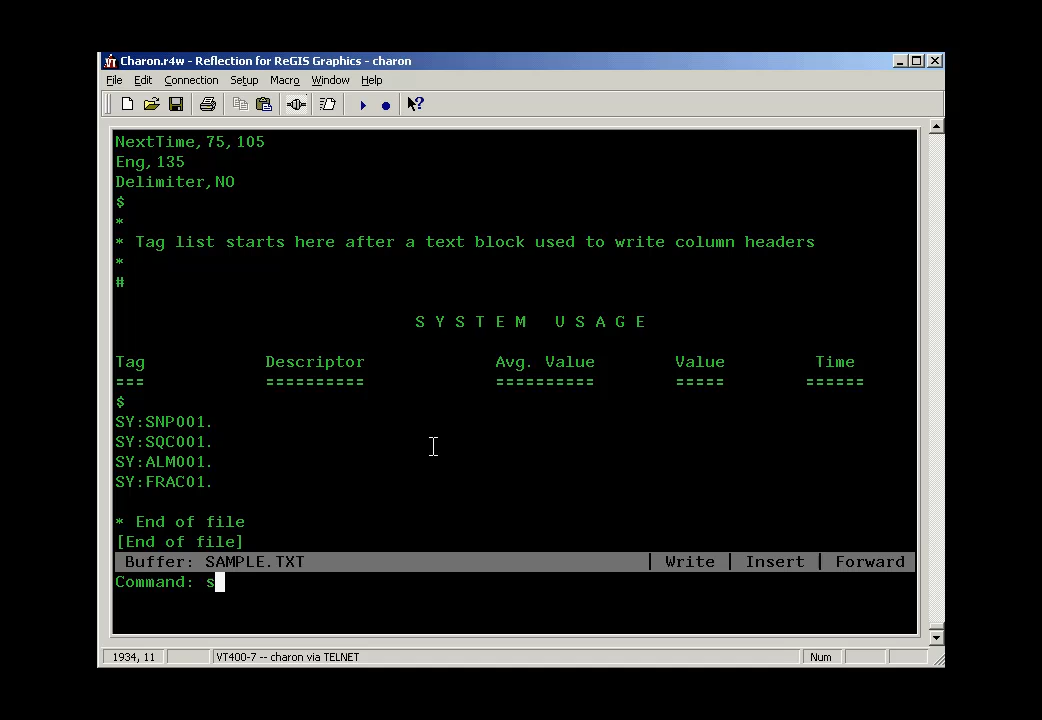 Charon.r4w - Reflection for ReGIS Graphics - charon
File Edit Connection Setup Macro Window Help
NextTime,75,105
Eng,135
Delimiter,NO
$
*
* Tag list starts here after a text block used to write column headers
*
#
S Y S T E M   U S A G E
Tag Descriptor Avg. Value Value Time
=== ========== ========== ===== ======
$
SY:SNP001.
SY:SQC001.
SY:ALM001.
SY:FRAC01.
* End of file
[End of file]
Buffer: SAMPLE.TXT | Write | Insert | Forward
Command: s
1934, 11 VT400-7 -- charon via TELNET Num